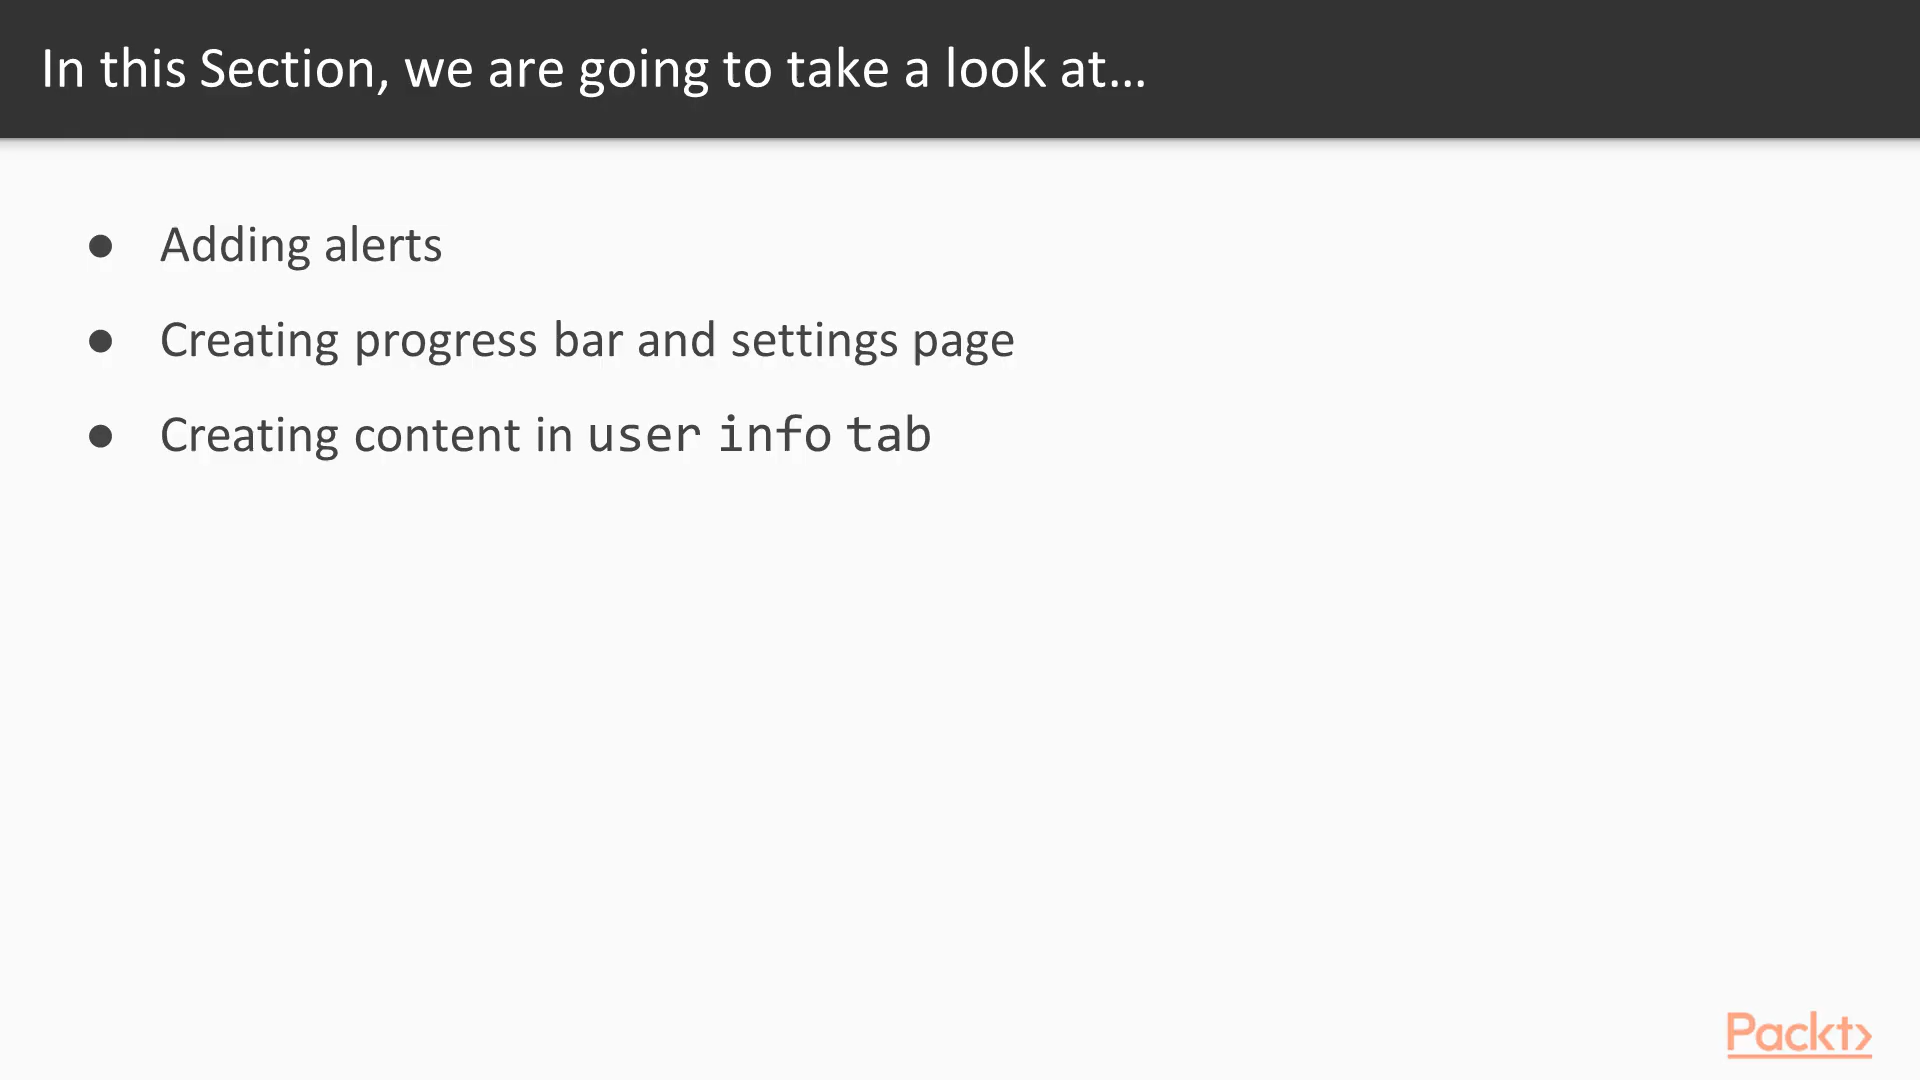 In this Section, we are going to take a look at…
● Adding alerts
● Creating progress bar and settings page
● Creating content in user info tab
Packt>